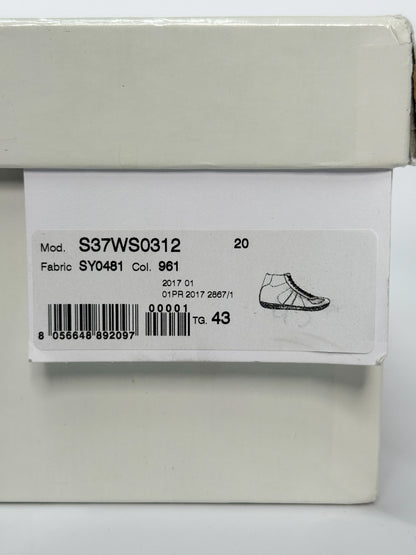 Mod. S37WS0312 20
Fabric SY0481 Col. 961
2017 01
01PR 2017 2867/1
00001
8 056648 892097 TG. 43